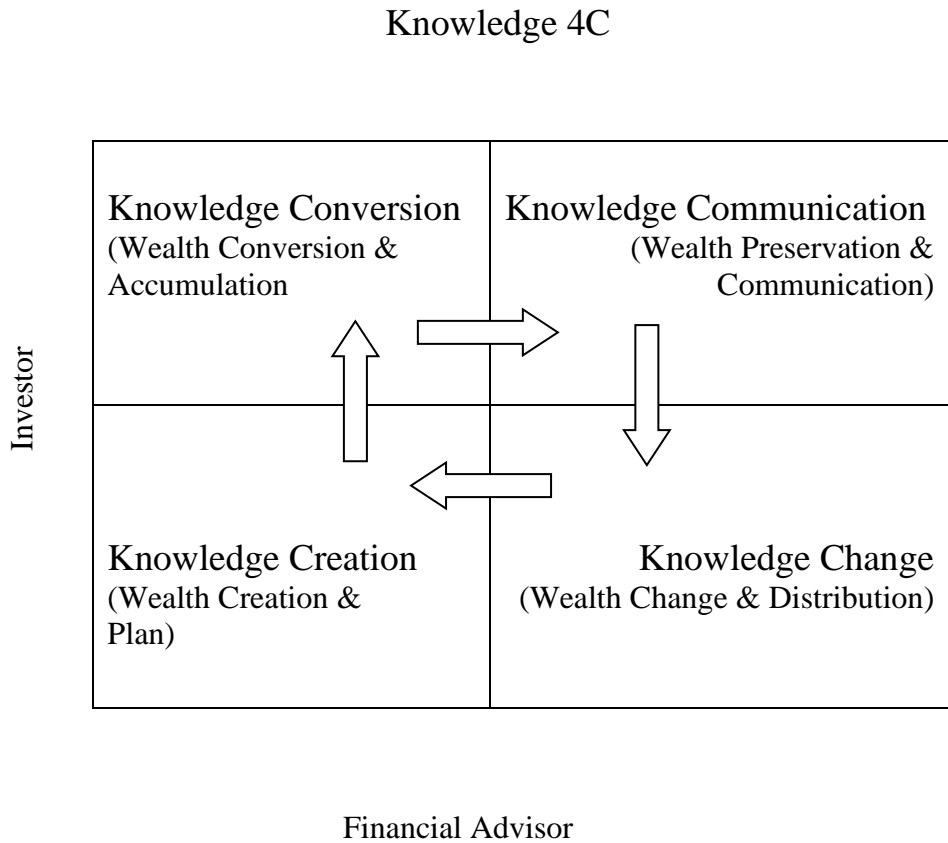 Knowledge 4C
Knowledge Conversion
(Wealth Conversion &
Accumulation
Knowledge Communication
(Wealth Preservation &
Communication)
Investor
Knowledge Creation
(Wealth Creation &
Plan)
Knowledge Change
(Wealth Change & Distribution)
Financial Advisor